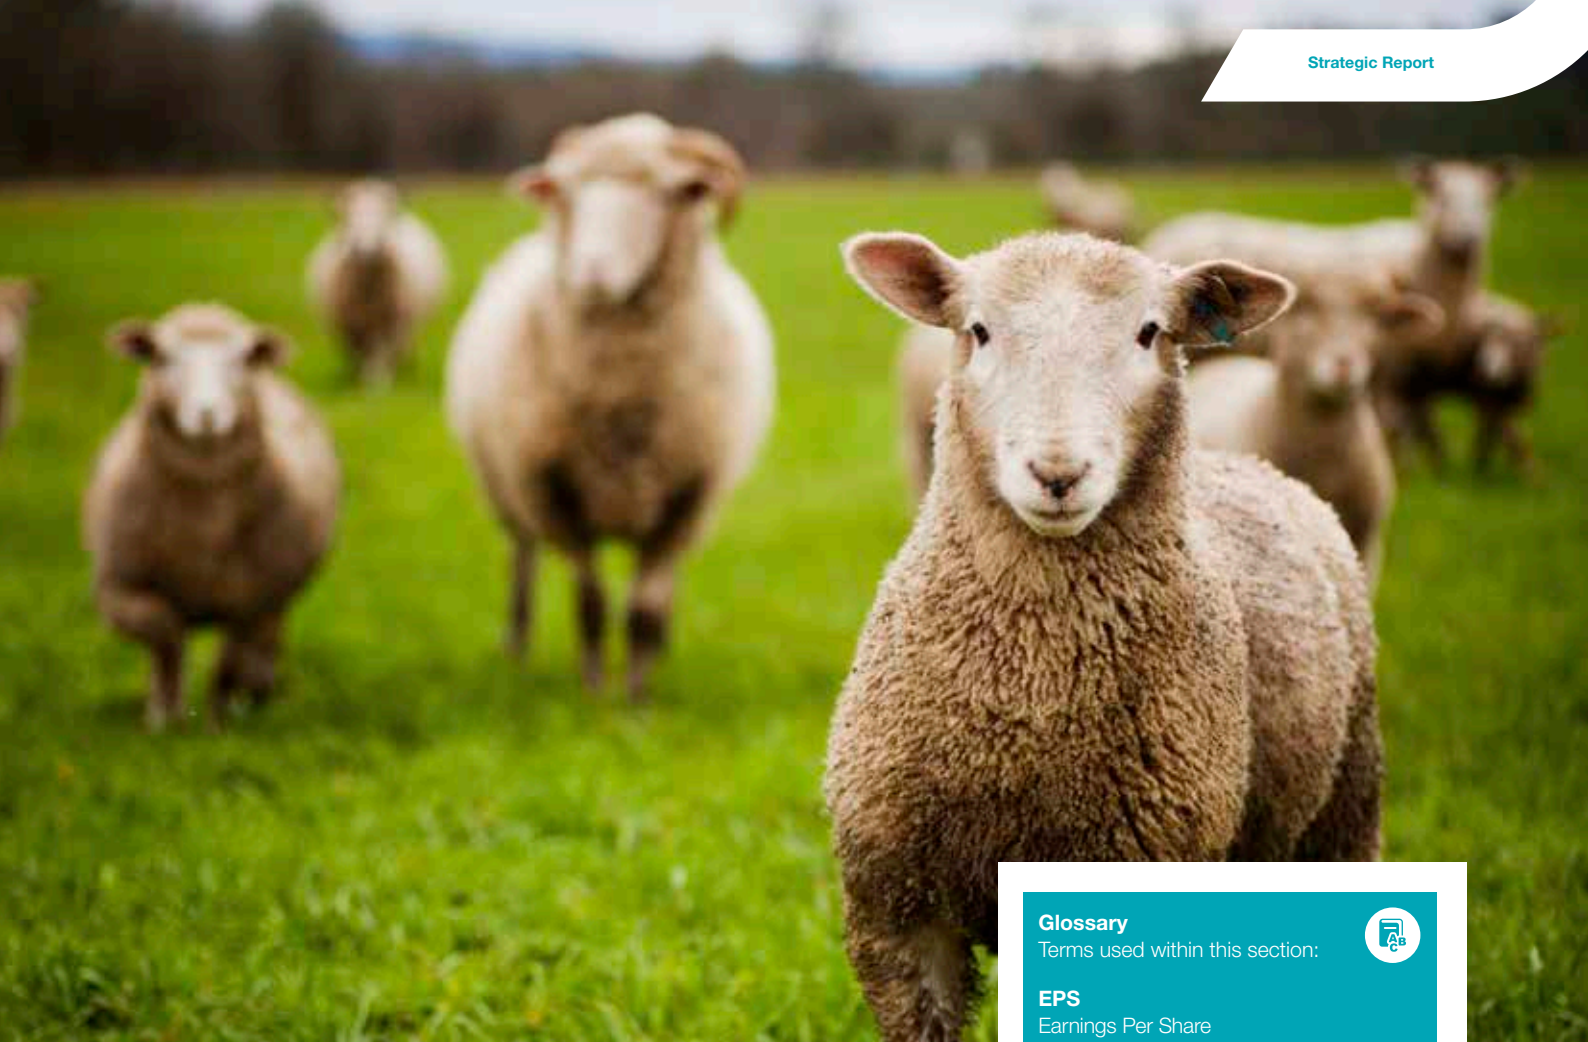 Strategic Report
Glossary
Terms used within this section:
A
B
C
EPS
Earnings Per Share